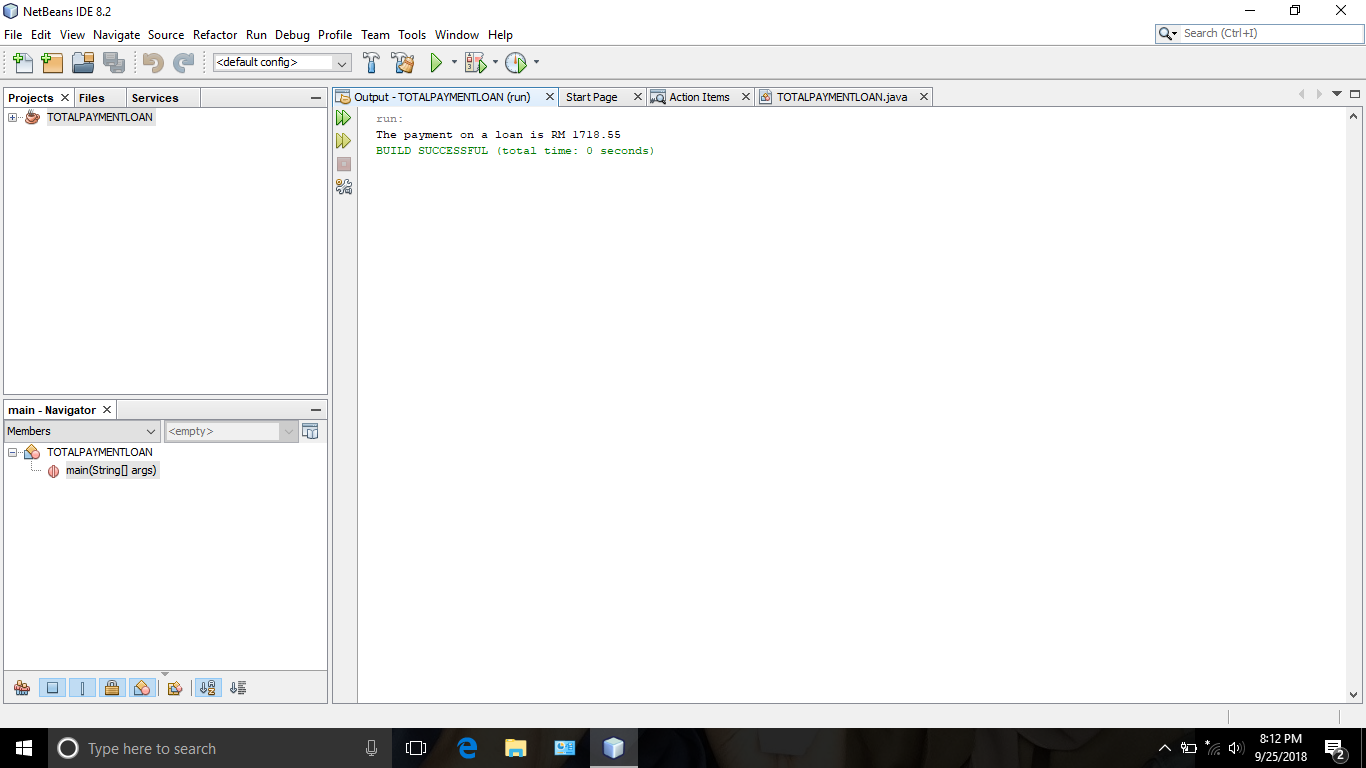 NetBeans IDE 8.2
File Edit View Navigate Source Refactor Run Debug Profile Team Tools Window Help
Search (Ctrl+I)
<default config>
Projects Files Services
TOTALPAYMENTLOAN
Output - TOTALPAYMENTLOAN (run) Start Page Action Items TOTALPAYMENTLOAN.java
run:
The payment on a loan is RM 1718.55
BUILD SUCCESSFUL (total time: 0 seconds)
main - Navigator
Members <empty>
TOTALPAYMENTLOAN
main(String[] args)
Type here to search
8:12 PM
9/25/2018
2